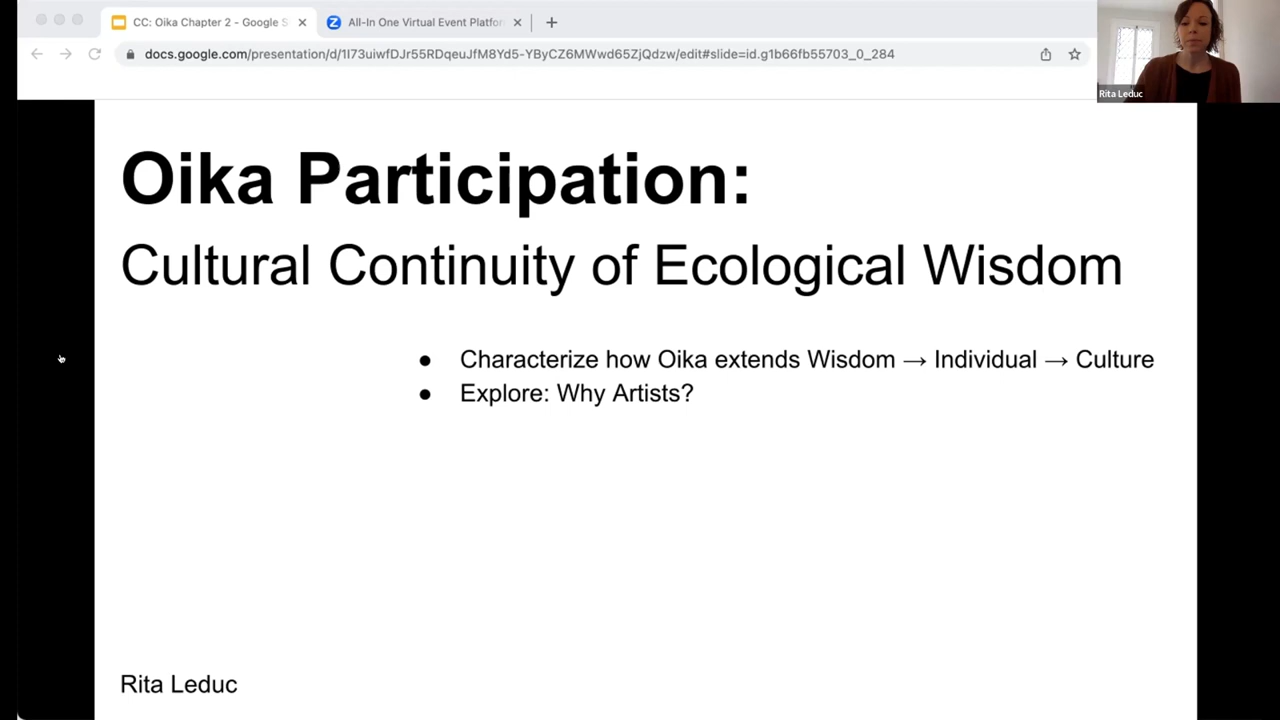 CC: Oika Chapter 2 - Google S
All-In One Virtual Event Platfor
docs.google.com/presentation/d/1I73uiwfDJr55RDqeuJfM8Yd5-YByCZ6MWwd65ZjQdzw/edit#slide=id.g1b66fb55703_0_284
Rita Leduc
Oika Participation:
Cultural Continuity of Ecological Wisdom
● Characterize how Oika extends Wisdom → Individual → Culture
● Explore: Why Artists?
Rita Leduc